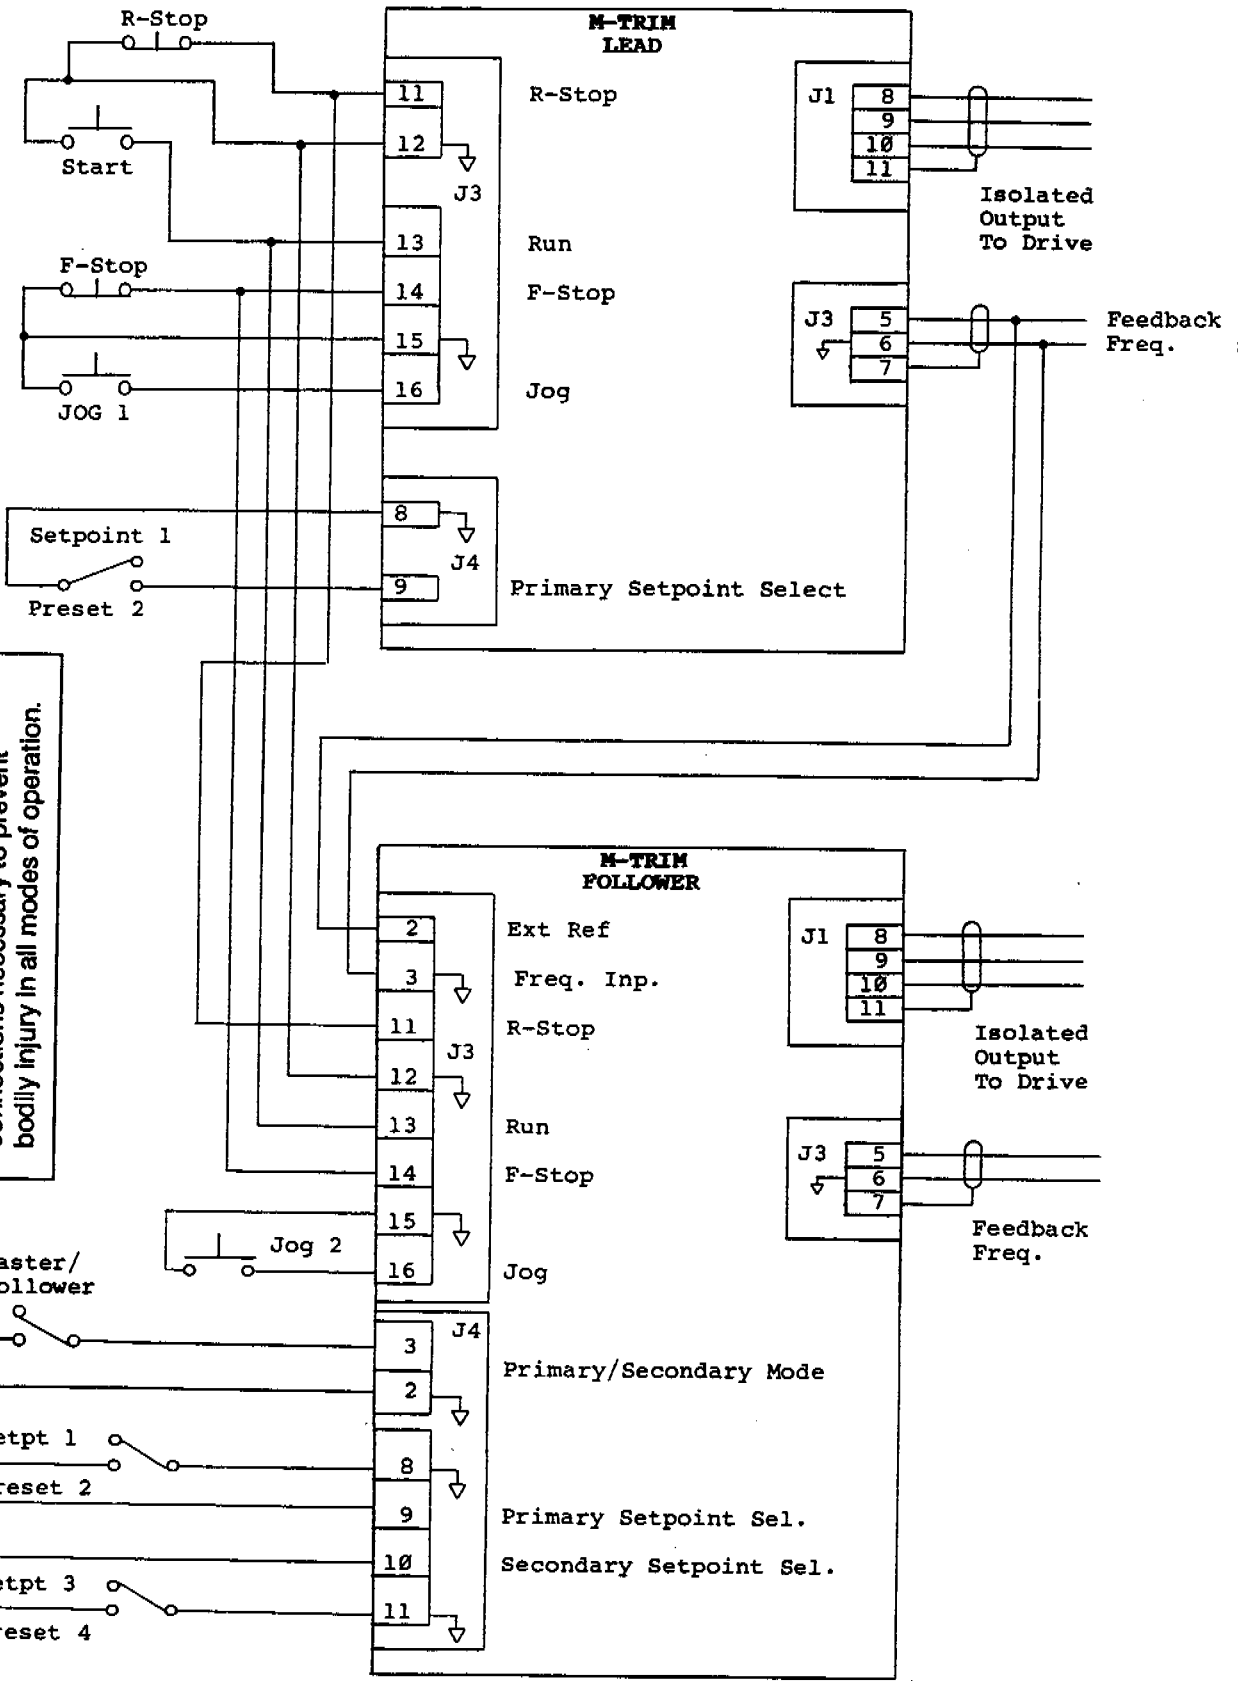 R-Stop
M-TRIM
LEAD
11
R-Stop
12
J3
Start
13
Run
F-Stop
14
F-Stop
15
16
Jog
JOG 1
J1
8
9
10
11
Isolated
Output
To Drive
J3
5
6
7
Feedback
Freq.
8
Setpoint 1
J4
9
Primary Setpoint Select
Preset 2
bodily injury in all modes of operation.
M-TRIM
FOLLOWER
2
Ext Ref
3
Freq. Inp.
11
R-Stop
J3
12
13
Run
14
F-Stop
15
Jog 2
16
Jog
J1
8
9
10
11
Isolated
Output
To Drive
J3
5
6
7
Feedback
Freq.
aster/
ollower
J4
3
Primary/Secondary Mode
2
etpt 1
8
reset 2
9
Primary Setpoint Sel.
10
Secondary Setpoint Sel.
etpt 3
11
reset 4